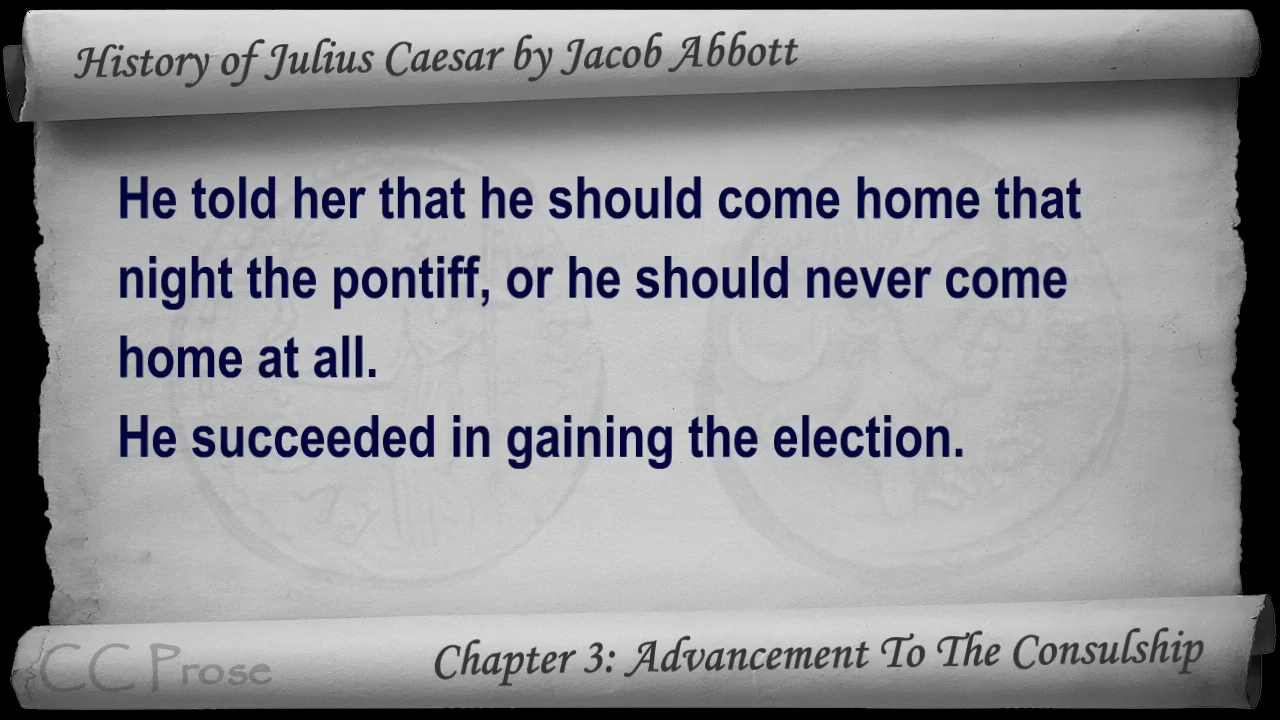 History of Julius Caesar by Jacob Abbott
He told her that he should come home that
night the pontiff, or he should never come
home at all.
He succeeded in gaining the election.
CC Prose
Chapter 3: Advancement To The Consulship